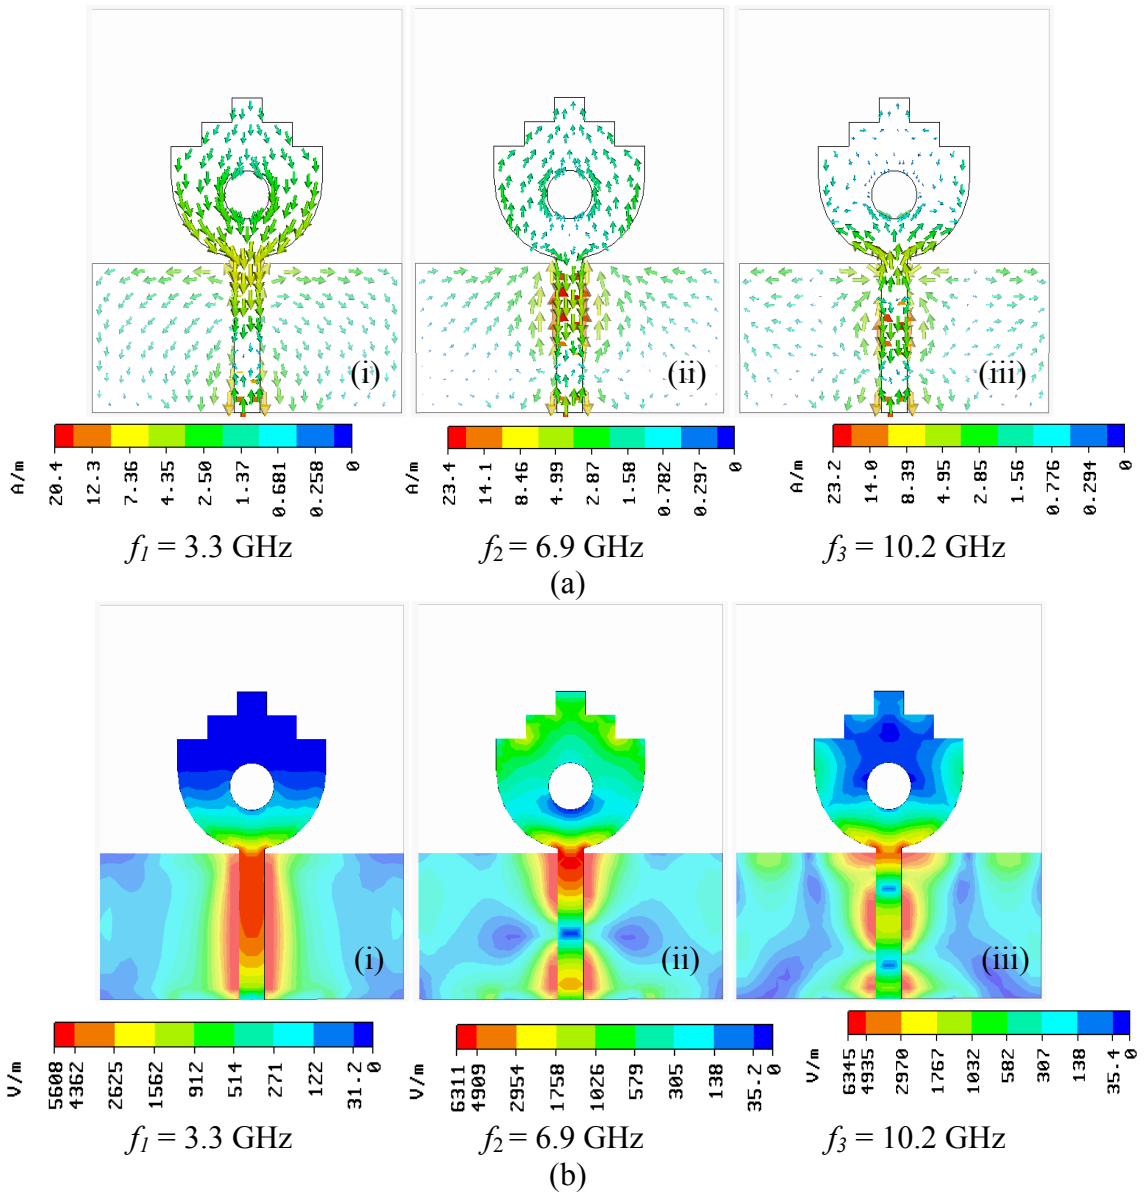 (i) (ii) (iii)
A/m 20.4 12.3 7.36 4.35 2.50 1.37 0.681 0.258 0
A/m 23.4 14.1 8.46 4.99 2.87 1.58 0.782 0.297 0
A/m 23.2 14.0 8.39 4.95 2.85 1.56 0.776 0.294 0
f1 = 3.3 GHz f2 = 6.9 GHz f3 = 10.2 GHz
(a)
(i) (ii) (iii)
V/m 5608 4362 2625 1562 912 514 271 122 31.2 0
V/m 6311 4909 2954 1758 1026 579 305 138 35.2 0
V/m 6345 4935 2970 1767 1032 582 307 138 35.4 0
f1 = 3.3 GHz f2 = 6.9 GHz f3 = 10.2 GHz
(b)